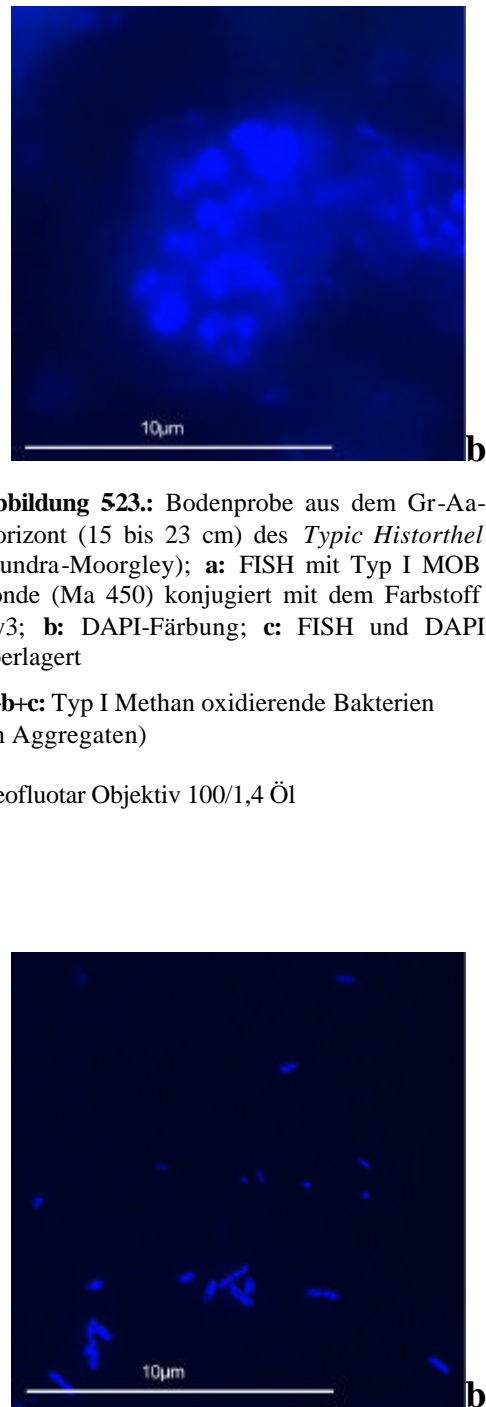 10µm
b
bbildung 5-23.: Bodenprobe aus dem Gr-Aa-
orizont (15 bis 23 cm) des Typic Historthel
undra-Moorgley); a: FISH mit Typ I MOB
onde (Ma 450) konjugiert mit dem Farbstoff
y3; b: DAPI-Färbung; c: FISH und DAPI
berlagert
b+c: Typ I Methan oxidierende Bakterien
n Aggregaten)
eofluotar Objektiv 100/1,4 Öl
10µm
b